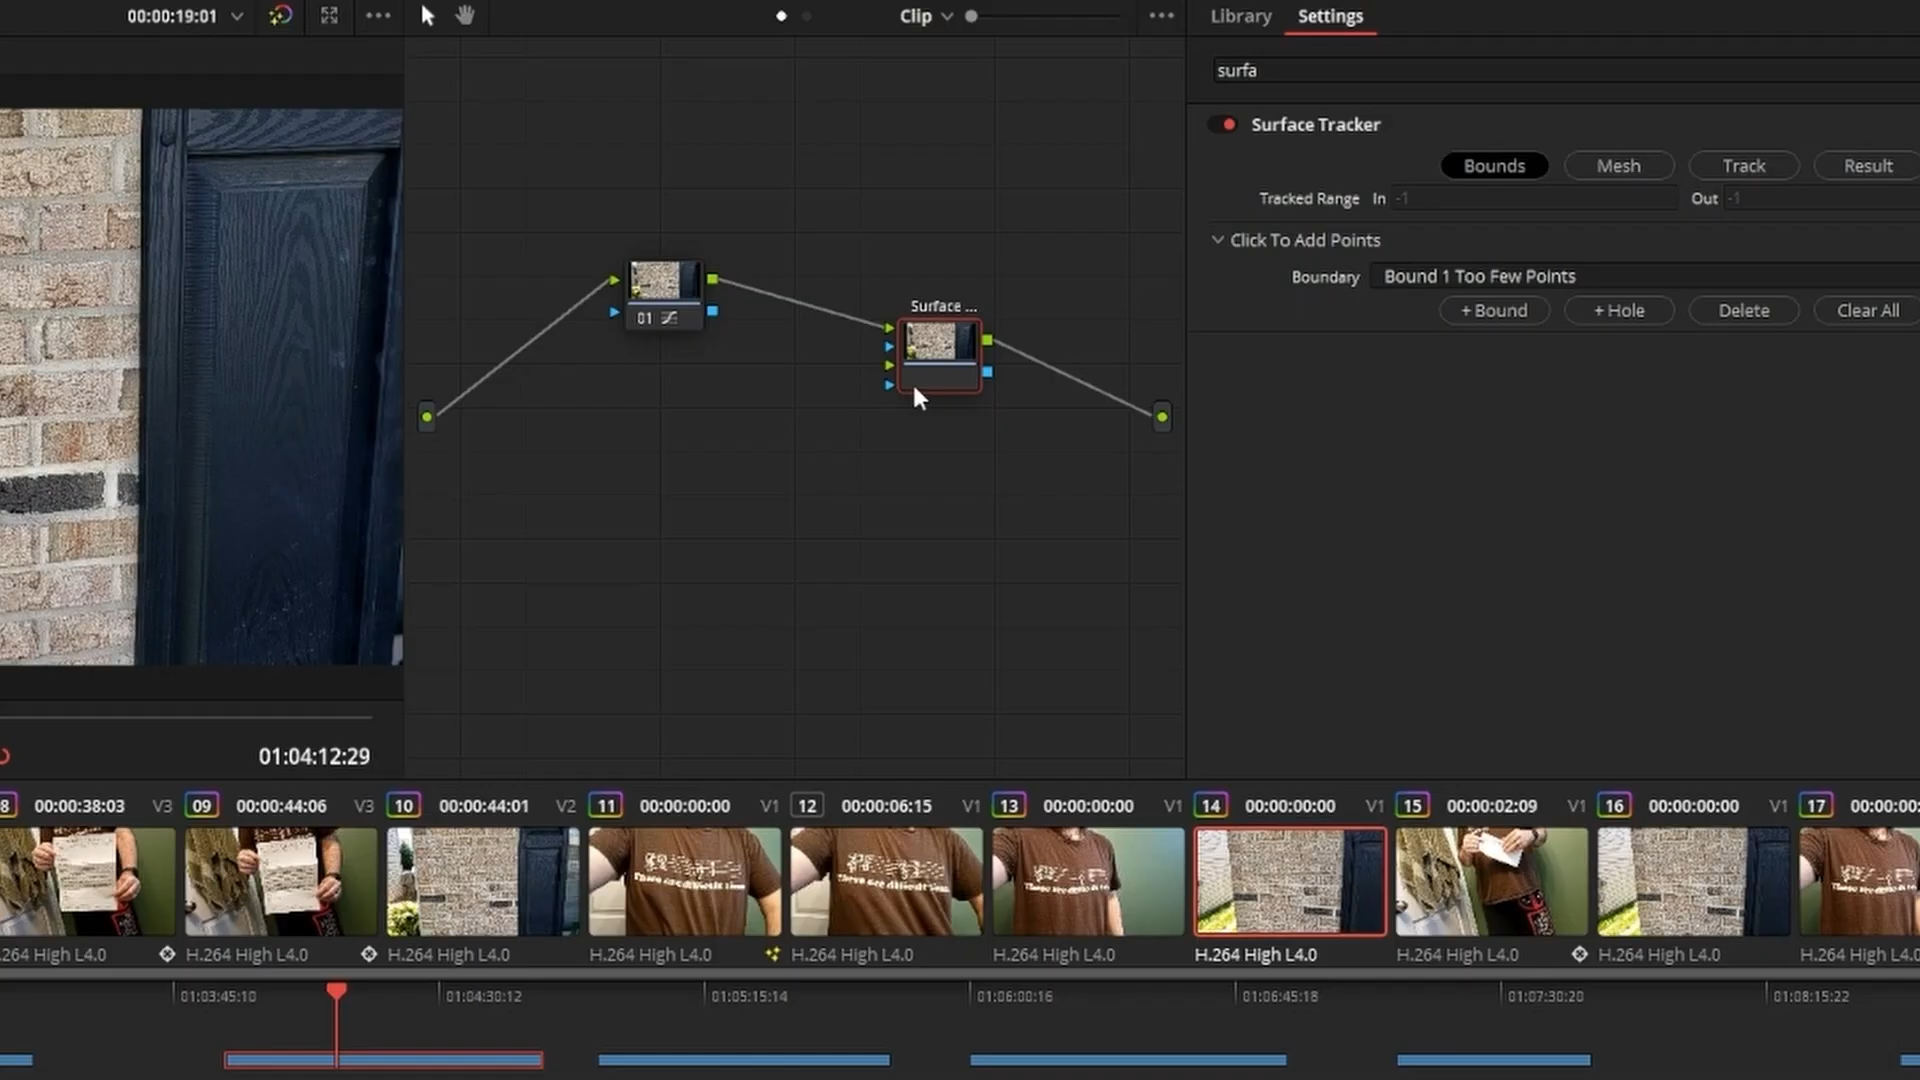 00:00:19:01
Clip
Library Settings
surfa
Surface Tracker
Bounds Mesh Track Result
Tracked Range In -1 Out -1
Click To Add Points
Boundary Bound 1 Too Few Points
+ Bound + Hole Delete Clear All
Surface ...
01
01:04:12:29
8 00:00:38:03 V3 09 00:00:44:06 V3 10 00:00:44:01 V2 11 00:00:00:00 V1 12 00:00:06:15 V1 13 00:00:00:00 V1 14 00:00:00:00 V1 15 00:00:02:09 V1 16 00:00:00:00 V1 17 00:00:00
.264 High L4.0 H.264 High L4.0 H.264 High L4.0 H.264 High L4.0 H.264 High L4.0 H.264 High L4.0 H.264 High L4.0 H.264 High L4.0 H.264 High L4.0 H.264 High L4.0
01:03:45:10 01:04:30:12 01:05:15:14 01:06:00:16 01:06:45:18 01:07:30:20 01:08:15:22